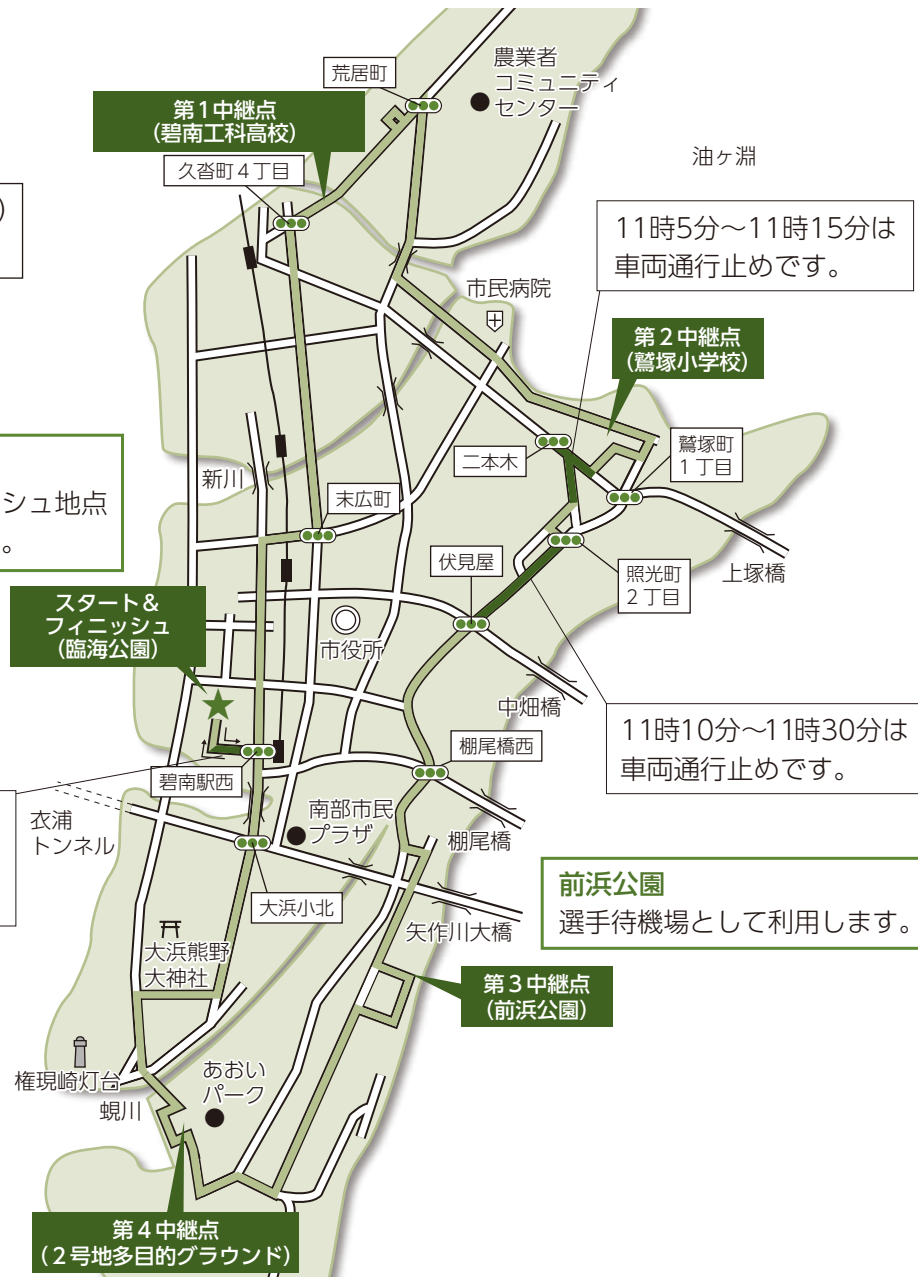 農業者
コミュニティ
センター
荒居町
第1中継点
(碧南工科高校)
久沓町4丁目
油ヶ淵
)
11時5分～11時15分は
車両通行止めです。
市民病院
第2中継点
(鷲塚小学校)
鷲塚町
1丁目
二本木
新川
末広町
ッシュ地点
。
伏見屋
照光町
2丁目
上塚橋
スタート＆
フィニッシュ
(臨海公園)
市役所
中畑橋
11時10分～11時30分は
車両通行止めです。
棚尾橋西
碧南駅西
衣浦
トンネル
南部市民
プラザ
棚尾橋
大浜小北
前浜公園
選手待機場として利用します。
矢作川大橋
大浜熊野
大神社
第3中継点
(前浜公園)
権現崎灯台
あおい
パーク
蜆川
第4中継点
(2号地多目的グラウンド)